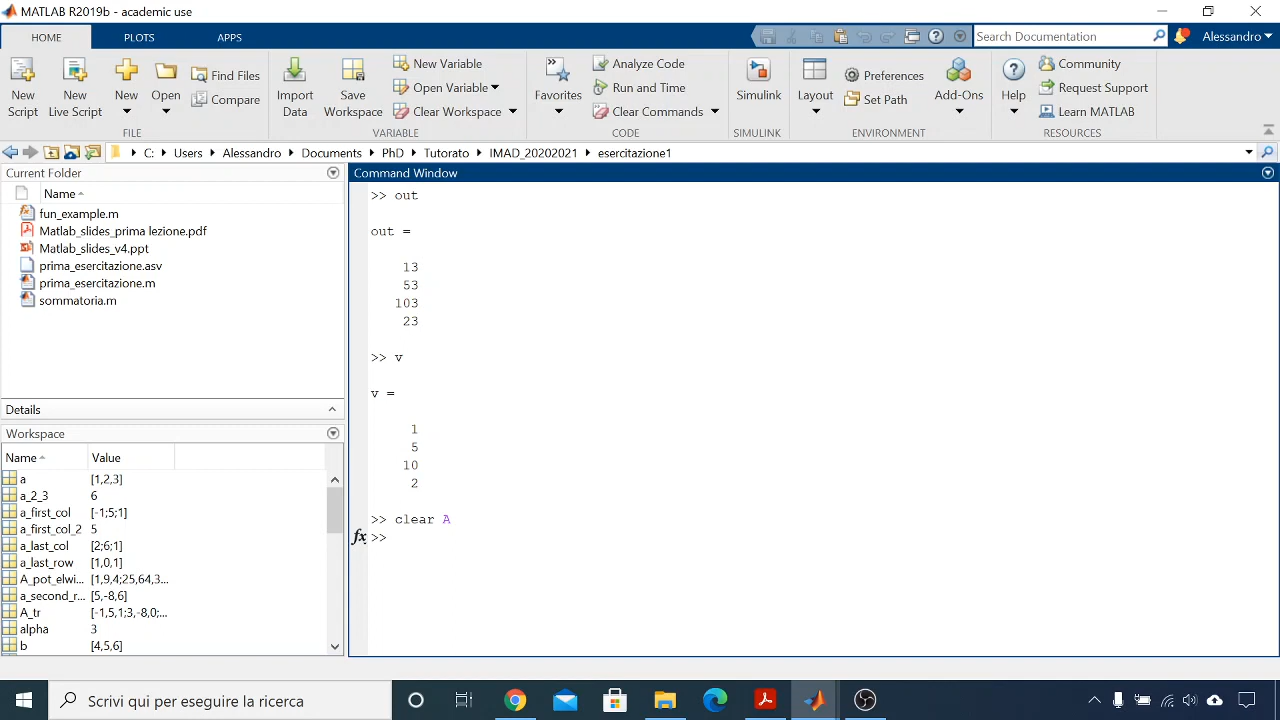 MATLAB R2019b - academic use
HOME PLOTS APPS Search Documentation Alessandro
New Script
New Live Script
New
Open
Find Files
Compare
FILE
Import Data
Save Workspace
New Variable
Open Variable
Clear Workspace
VARIABLE
Favorites
Analyze Code
Run and Time
Clear Commands
CODE
Simulink
SIMULINK
Layout
Preferences
Set Path
Add-Ons
ENVIRONMENT
Help
Community
Request Support
Learn MATLAB
RESOURCES
C: Users Alessandro Documents PhD Tutorato IMAD_20202021 esercitazione1
Current Folder
Name
fun_example.m
Matlab_slides_prima lezione.pdf
Matlab_slides_v4.ppt
prima_esercitazione.asv
prima_esercitazione.m
sommatoria.m
Details
Workspace
Name Value
a [1,2,3]
a_2_3 6
a_first_col [-1;5;1]
a_first_col_2 5
a_last_col [2;6;1]
a_last_row [1,0,1]
A_pot_elwi... [1,9,4;25,64,3...
a_second_r... [5,-8,6]
A_tr [-1,5,1;3,-8,0;...
alpha 3
b [4,5,6]
Command Window
>> out
out =
13
53
103
23
>> v
v =
1
5
10
2
>> clear A
fx >>
Scrivi qui per eseguire la ricerca